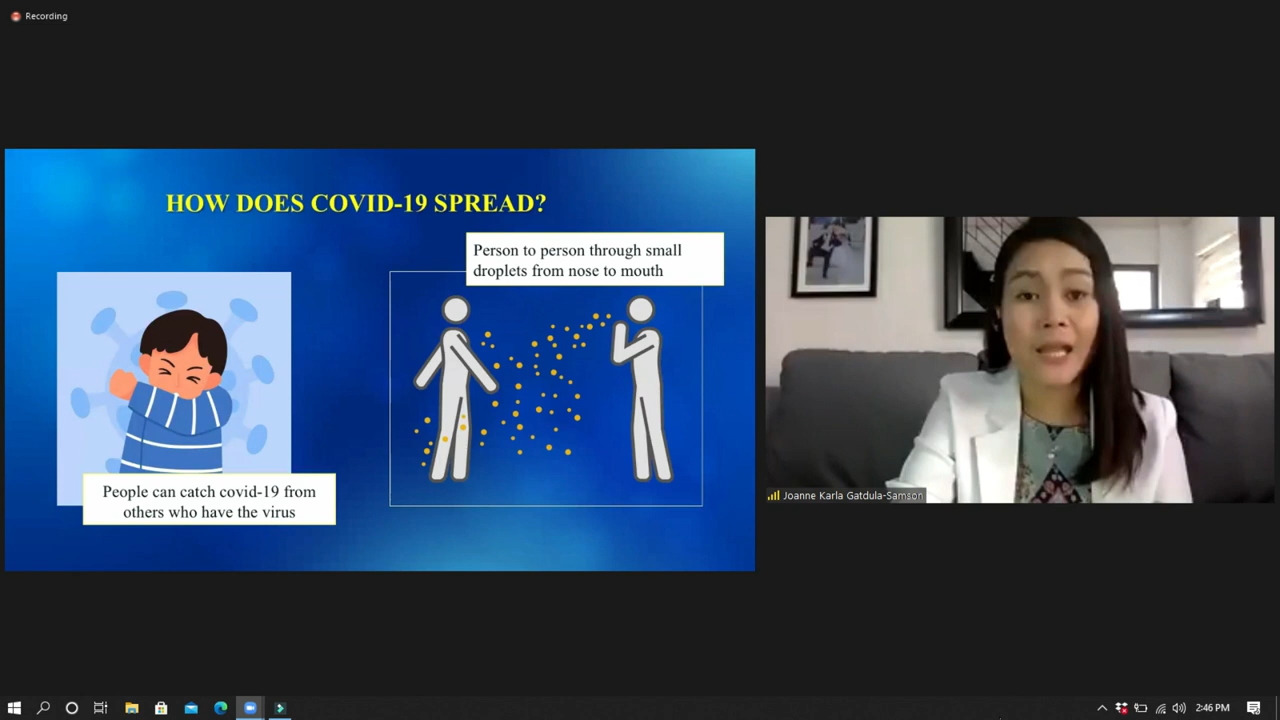 Recording
HOW DOES COVID-19 SPREAD?
Person to person through small
droplets from nose to mouth
People can catch covid-19 from
others who have the virus
Joanne Karla Gatdula-Samson
2:46 PM